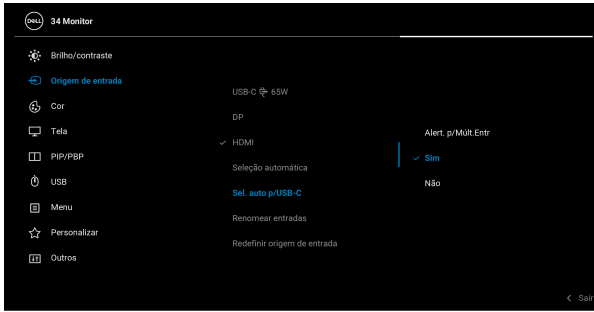 DELL
34 Monitor
Brilho/contraste
Origem de entrada
Cor
Tela
PIP/PBP
USB
Menu
Personalizar
Outros
USB-C 65W
DP
HDMI
Seleção automática
Sel. auto p/USB-C
Renomear entradas
Redefinir origem de entrada
Alert. p/Múlt.Entr
Sim
Não
Sair